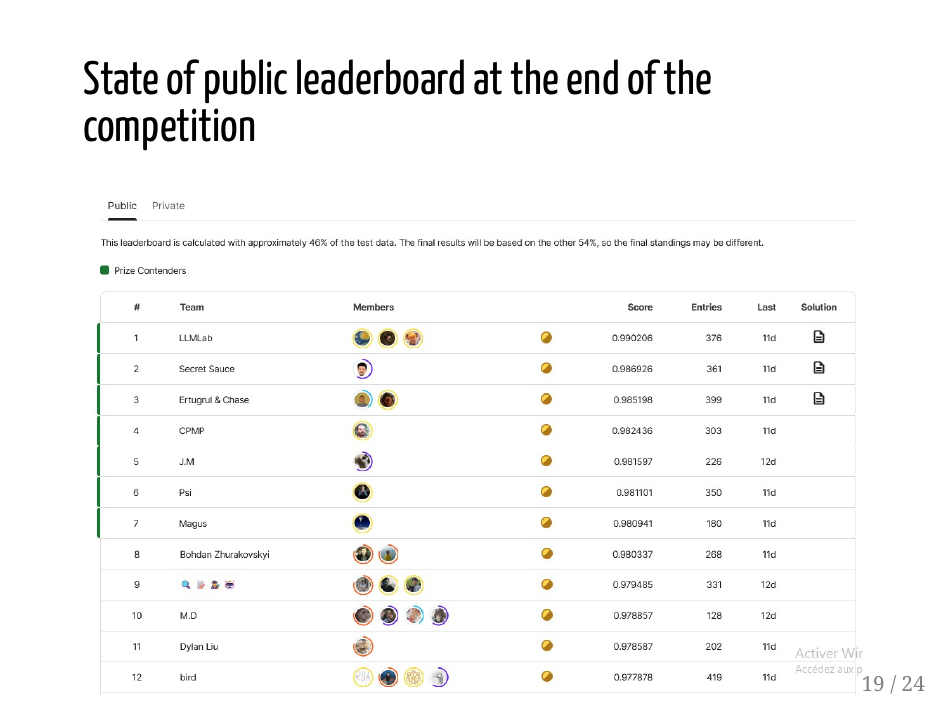 State of public leaderboard at the end of the
competition
Public Private
This leaderboard is calculated with approximately 46% of the test data. The final results will be based on the other 54%, so the final standings may be different.
Prize Contenders
# Team Members Score Entries Last Solution
1 LLMLab 0.990206 376 11d
2 Secret Sauce 0.986926 361 11d
3 Ertugrul & Chase 0.985198 399 11d
4 CPMP 0.982436 303 11d
5 J.M 0.981597 226 12d
6 Psi 0.981101 350 11d
7 Magus 0.980941 180 11d
8 Bohdan Zhurakovskyi 0.980337 268 11d
9 0.979485 331 12d
10 M.D 0.978857 128 12d
11 Dylan Liu 0.978587 202 11d
12 bird 0.977878 419 11d
Activer Wir
Accédez aux p
19 / 24